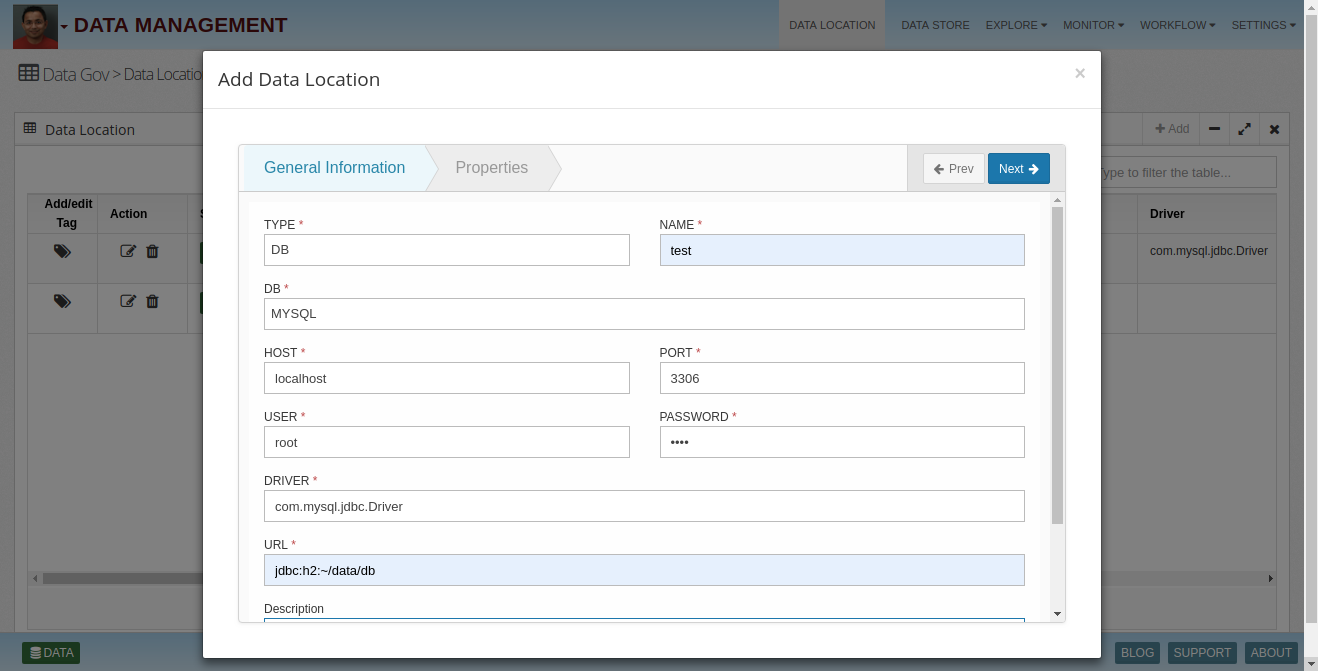 DATA MANAGEMENT
DATA LOCATION DATA STORE EXPLORE MONITOR WORKFLOW SETTINGS
Data Gov > Data Locatio
Add Data Location ×
Data Location
Add
General Information Properties Prev Next
Type to filter the table...
Add/edit Tag Action Driver
com.mysql.jdbc.Driver
TYPE * NAME *
DB test
DB *
MYSQL
HOST * PORT *
localhost 3306
USER * PASSWORD *
root ••••
DRIVER *
com.mysql.jdbc.Driver
URL *
jdbc:h2:~/data/db
Description
DATA BLOG SUPPORT ABOUT